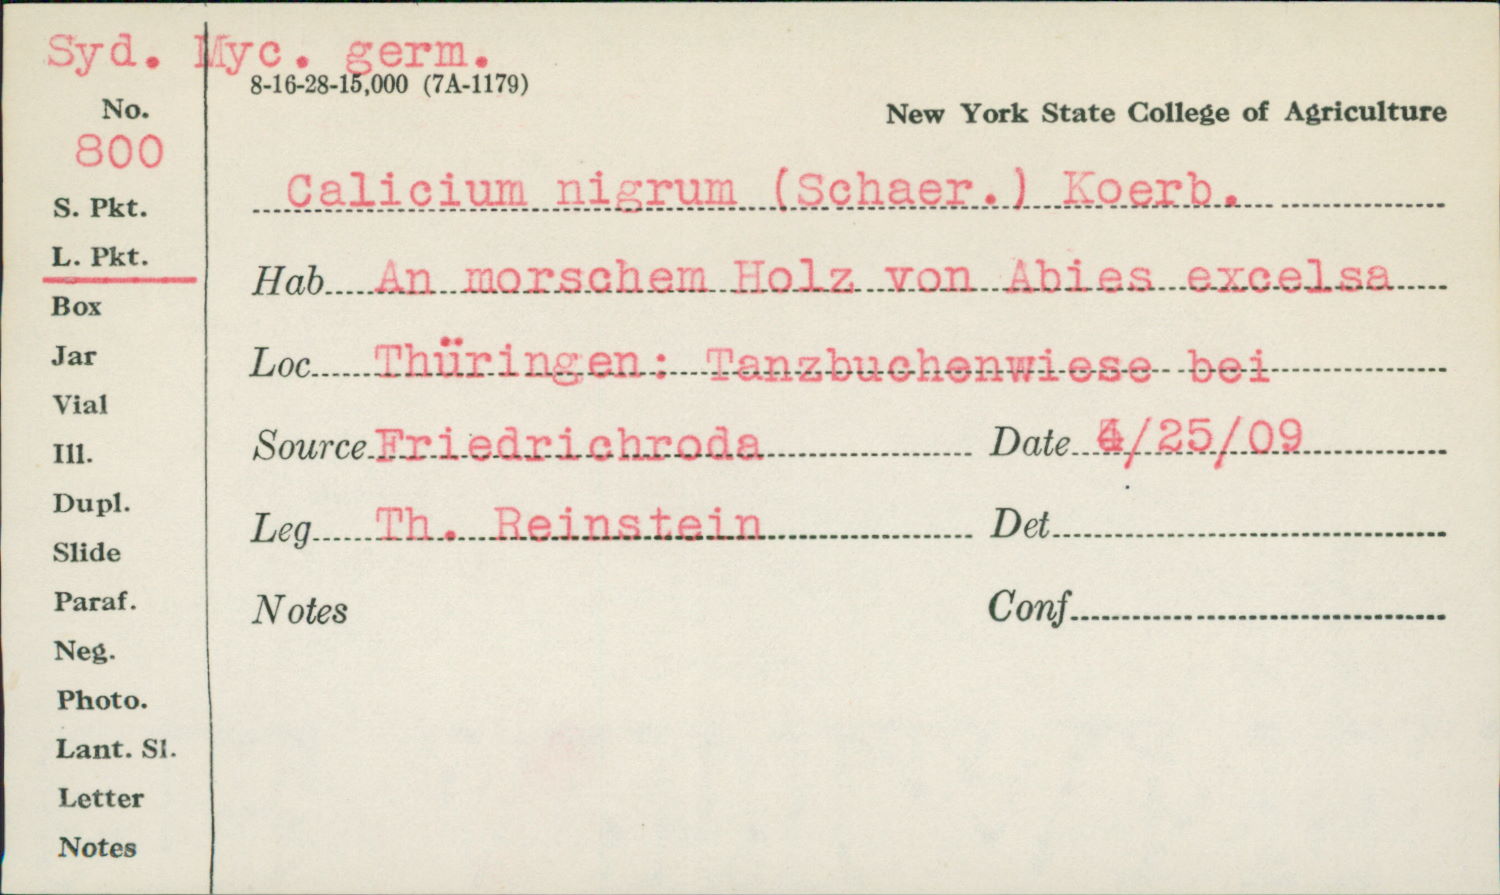 Syd. Myc. germ.
8-16-28-15,000 (7A-1179)
No.
800
New York State College of Agriculture
S. Pkt.
Calicium nigrum (Schaer.) Koerb.
L. Pkt.
Hab An morschem Holz von Abies excelsa
Box
Jar
Loc Thüringen: Tanzbuchenwiese bei
Vial
Source Friedrichroda Date /25/09
Ill.
Dupl.
Leg Th. Reinstein Det
Slide
Paraf.
Notes Conf
Neg.
Photo.
Lant. Sl.
Letter
Notes